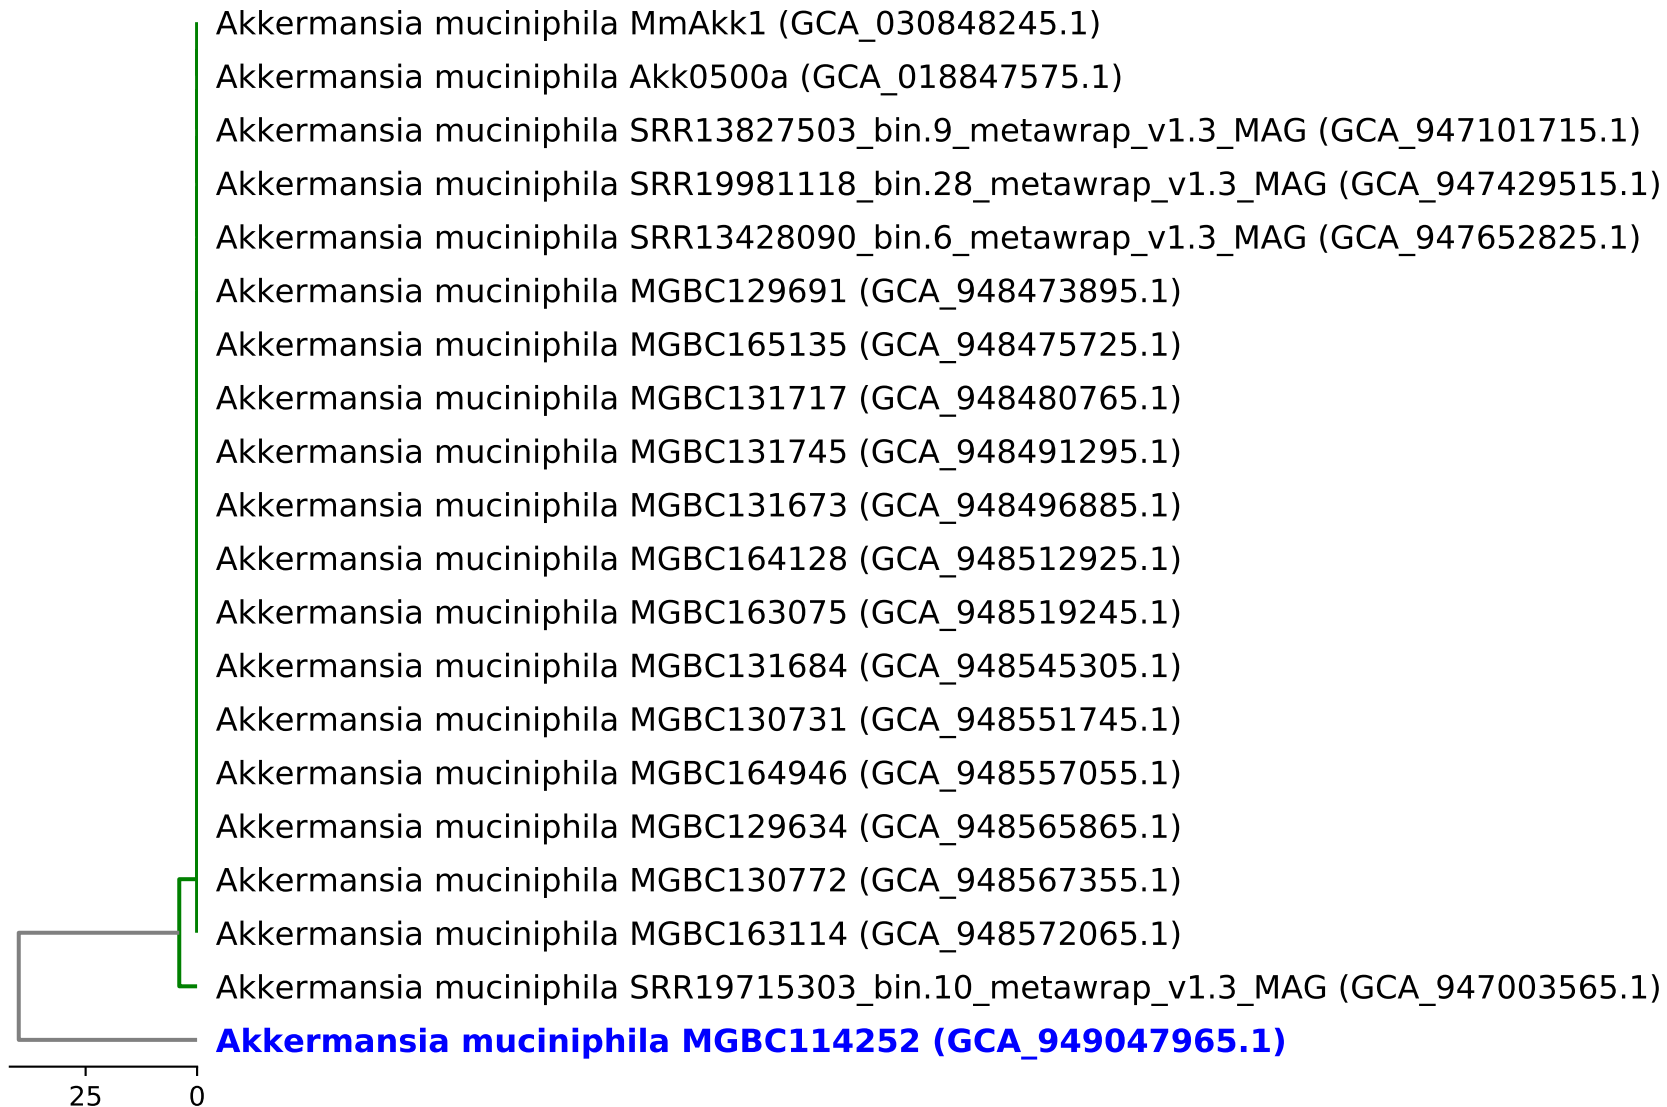 Akkermansia muciniphila MmAkk1 (GCA_030848245.1)
Akkermansia muciniphila Akk0500a (GCA_018847575.1)
Akkermansia muciniphila SRR13827503_bin.9_metawrap_v1.3_MAG (GCA_947101715.1)
Akkermansia muciniphila SRR19981118_bin.28_metawrap_v1.3_MAG (GCA_947429515.1)
Akkermansia muciniphila SRR13428090_bin.6_metawrap_v1.3_MAG (GCA_947652825.1)
Akkermansia muciniphila MGBC129691 (GCA_948473895.1)
Akkermansia muciniphila MGBC165135 (GCA_948475725.1)
Akkermansia muciniphila MGBC131717 (GCA_948480765.1)
Akkermansia muciniphila MGBC131745 (GCA_948491295.1)
Akkermansia muciniphila MGBC131673 (GCA_948496885.1)
Akkermansia muciniphila MGBC164128 (GCA_948512925.1)
Akkermansia muciniphila MGBC163075 (GCA_948519245.1)
Akkermansia muciniphila MGBC131684 (GCA_948545305.1)
Akkermansia muciniphila MGBC130731 (GCA_948551745.1)
Akkermansia muciniphila MGBC164946 (GCA_948557055.1)
Akkermansia muciniphila MGBC129634 (GCA_948565865.1)
Akkermansia muciniphila MGBC130772 (GCA_948567355.1)
Akkermansia muciniphila MGBC163114 (GCA_948572065.1)
Akkermansia muciniphila SRR19715303_bin.10_metawrap_v1.3_MAG (GCA_947003565.1)
Akkermansia muciniphila MGBC114252 (GCA_949047965.1)
25 0